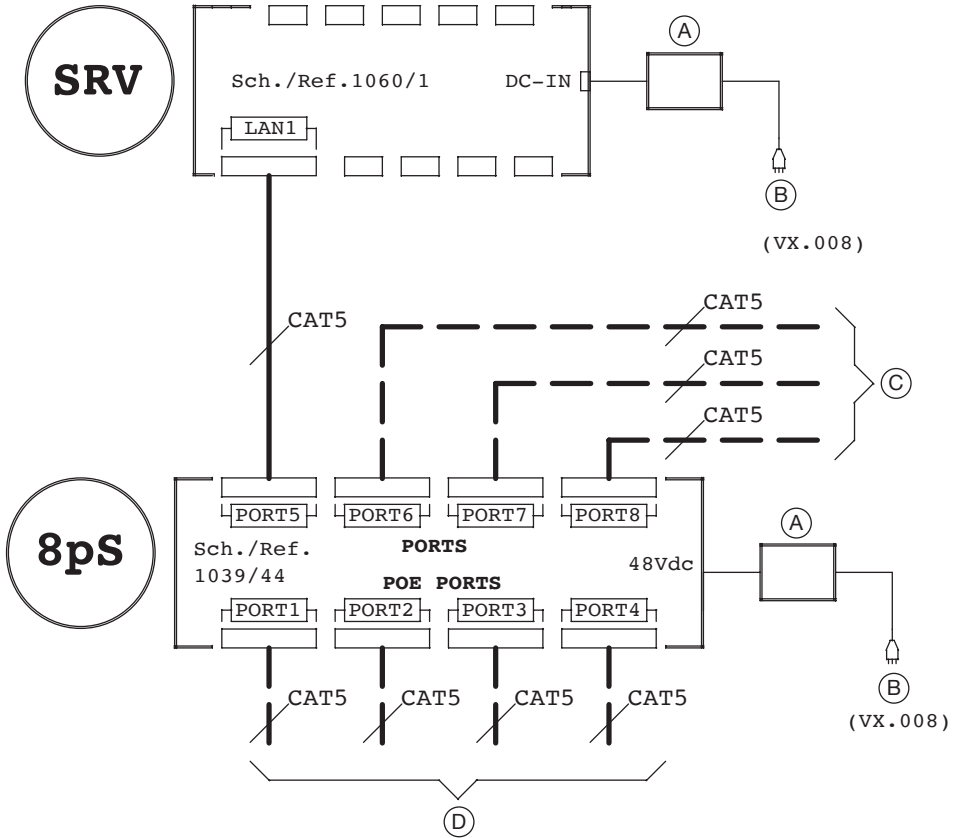 SRV
Sch./Ref.1060/1
DC-IN
A
LAN1
B
(VX.008)
CAT5
CAT5
CAT5
CAT5
C
8pS
PORT5
PORT6
PORT7
PORT8
Sch./Ref.
1039/44
PORTS
POE PORTS
48Vdc
A
PORT1
PORT2
PORT3
PORT4
B
(VX.008)
CAT5
CAT5
CAT5
CAT5
D